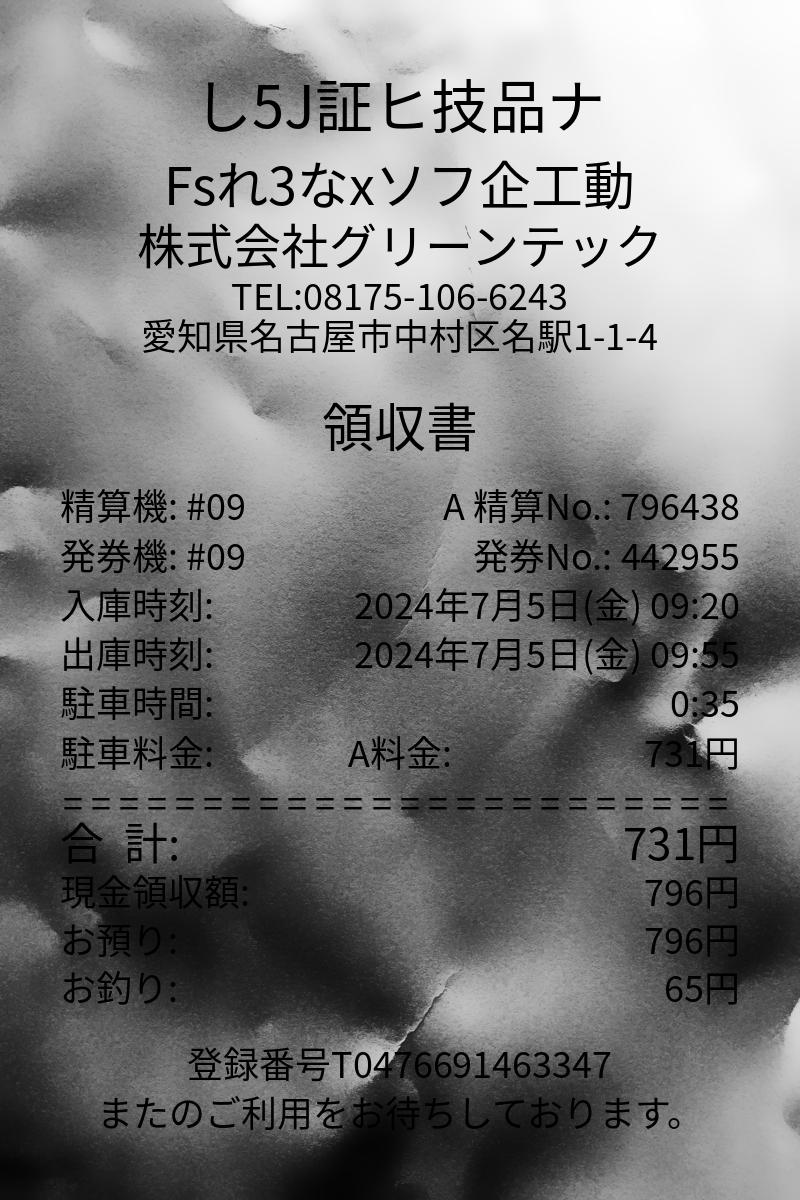 し5J証ヒ技品ナ
Fsれ3なxソフ企工動
株式会社グリーンテック
TEL:08175-106-6243
愛知県名古屋市中村区名駅1-1-4
領収書
精算機: #09 A 精算No.: 796438
発券機: #09 発券No.: 442955
入庫時刻: 2024年7月5日(金) 09:20
出庫時刻: 2024年7月5日(金) 09:55
駐車時間: 0:35
駐車料金: A料金: 731円
========================
合 計: 731円
現金領収額: 796円
お預り: 796円
お釣り: 65円
登録番号T0476691463347
またのご利用をお待ちしております。